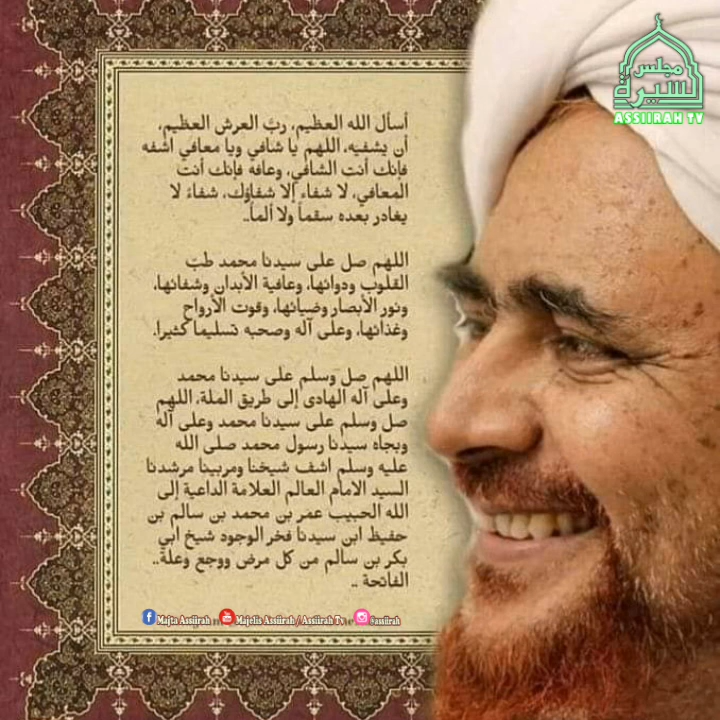 مجلس السيرة
ASSIIRAH TV
أسأل الله العظيم، ربَّ العرش العظيم،
أن يشفيه، اللهم يا شافي ويا معافي اشفه
فإنك أنت الشافي، وعافه فإنك أنت
المعافي، لا شفاء إلا شفاؤك، شفاءً لا
يغادر بعده سقماً ولا ألماً..
اللهم صل على سيدنا محمد طبّ
القلوب ودوائها، وعافية الأبدان وشفائها،
ونور الأبصار وضيائها، وقوت الأرواح
وغذائها، وعلى آله وصحبه تسليما كثيرا.
اللهم صل وسلم على سيدنا محمد
وعلى آله الهادى إلى طريق الملة، اللهم
صل وسلم على سيدنا محمد وعلى آله
وبجاه سيدنا رسول محمد صلى الله
عليه وسلم اشف شيخنا ومربينا مرشدنا
السيد الامام العالم العلامة الداعية إلى
الله الحبيب عمر بن محمد بن سالم بن
حفيظ ابن سيدنا فخر الوجود شيخ ابي
بكر بن سالم من كل مرض ووجع وعلة..
الفاتحة ..
Majta Assiirah Majelis Assiirah / Assiirah Tv @assiirah